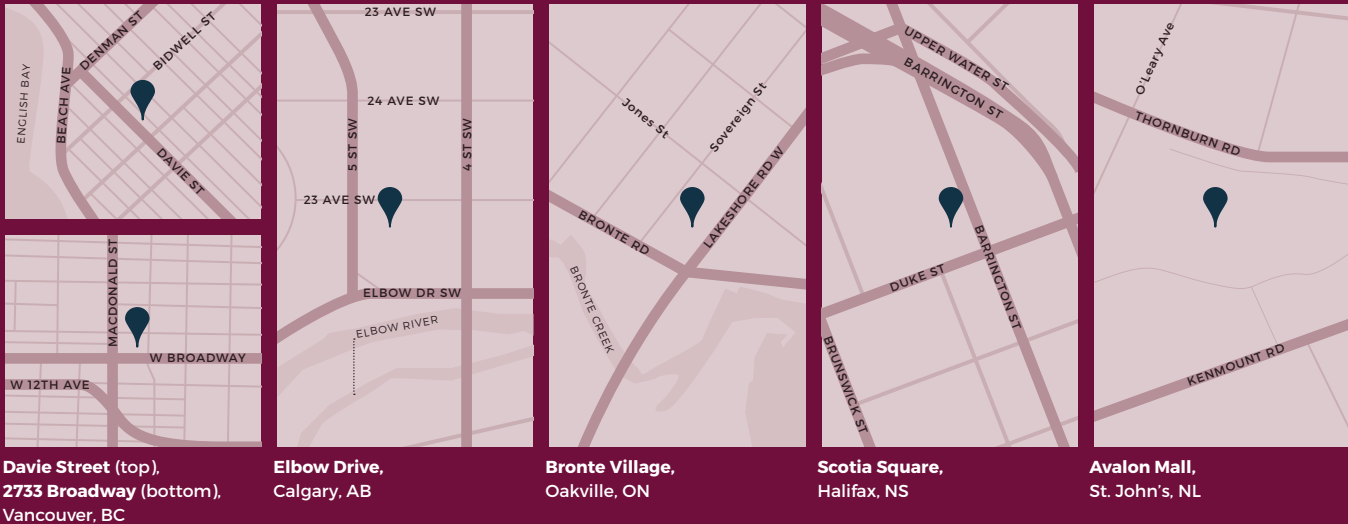 DENMAN ST
BIDWELL ST
ENGLISH BAY
BEACH AVE
DAVIE ST
MACDONALD ST
W BROADWAY
W 12TH AVE
Davie Street (top),
2733 Broadway (bottom),
Vancouver, BC
23 AVE SW
24 AVE SW
5 ST SW
4 ST SW
23 AVE SW
ELBOW DR SW
ELBOW RIVER
Elbow Drive,
Calgary, AB
Jones St
Sovereign St
LAKESHORE RD W
BRONTE RD
BRONTE CREEK
Bronte Village,
Oakville, ON
UPPER WATER ST
BARRINGTON ST
BARRINGTON ST
DUKE ST
BRUNSWICK ST
Scotia Square,
Halifax, NS
O'Leary Ave
THORNBURN RD
KENMOUNT RD
Avalon Mall,
St. John's, NL